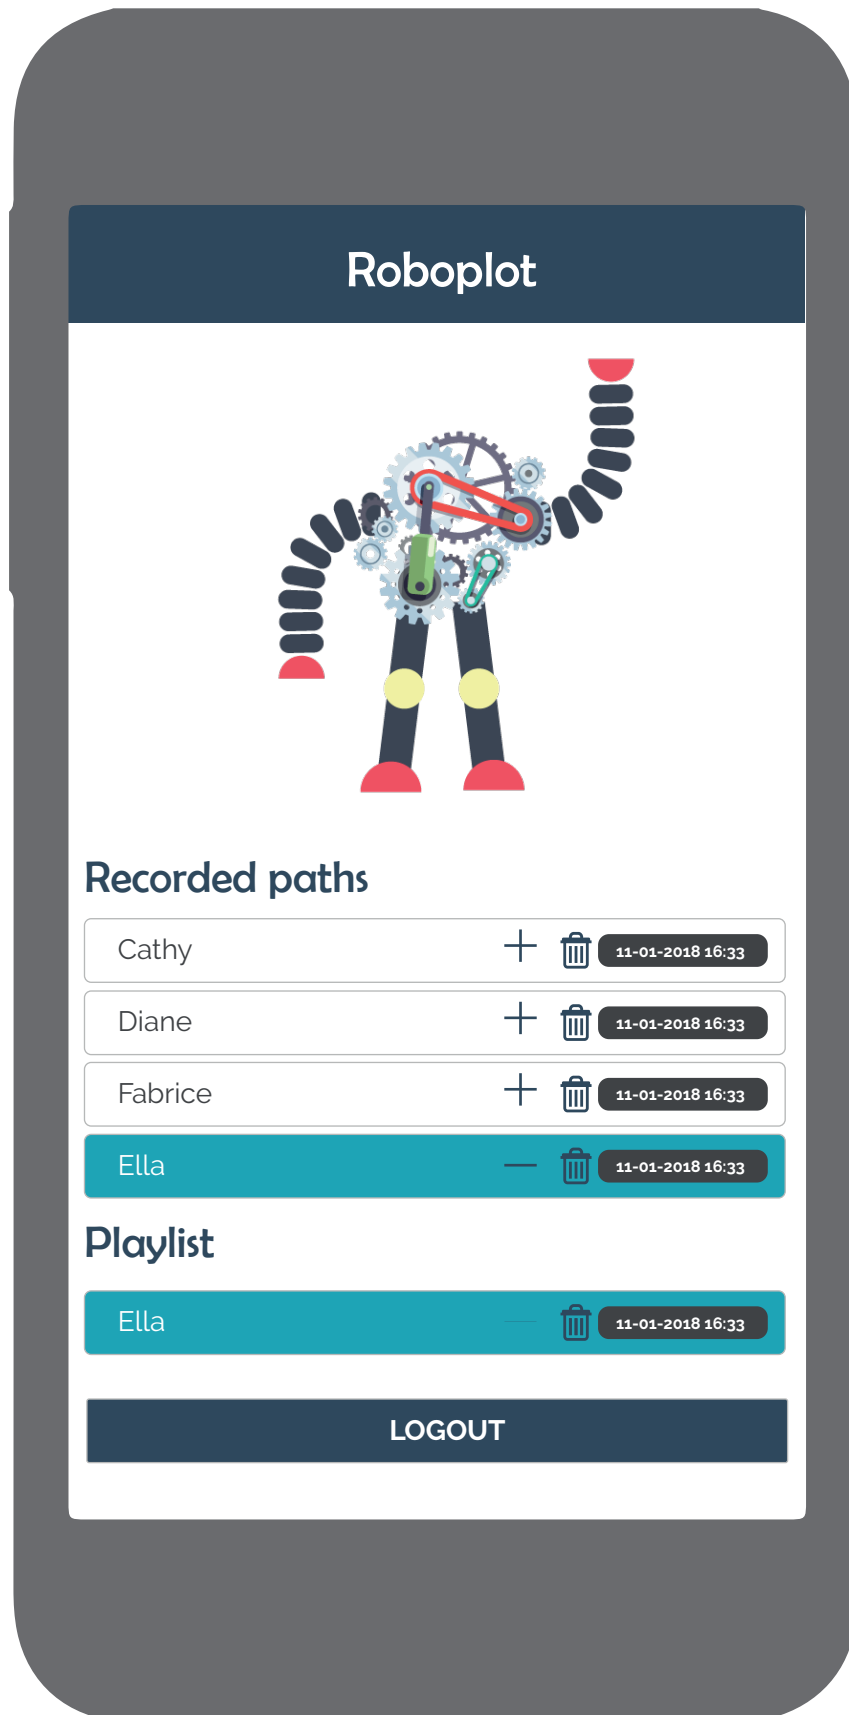 Roboplot
Recorded paths
Cathy 11-01-2018 16:33
Diane 11-01-2018 16:33
Fabrice 11-01-2018 16:33
Ella 11-01-2018 16:33
Playlist
Ella 11-01-2018 16:33
LOGOUT